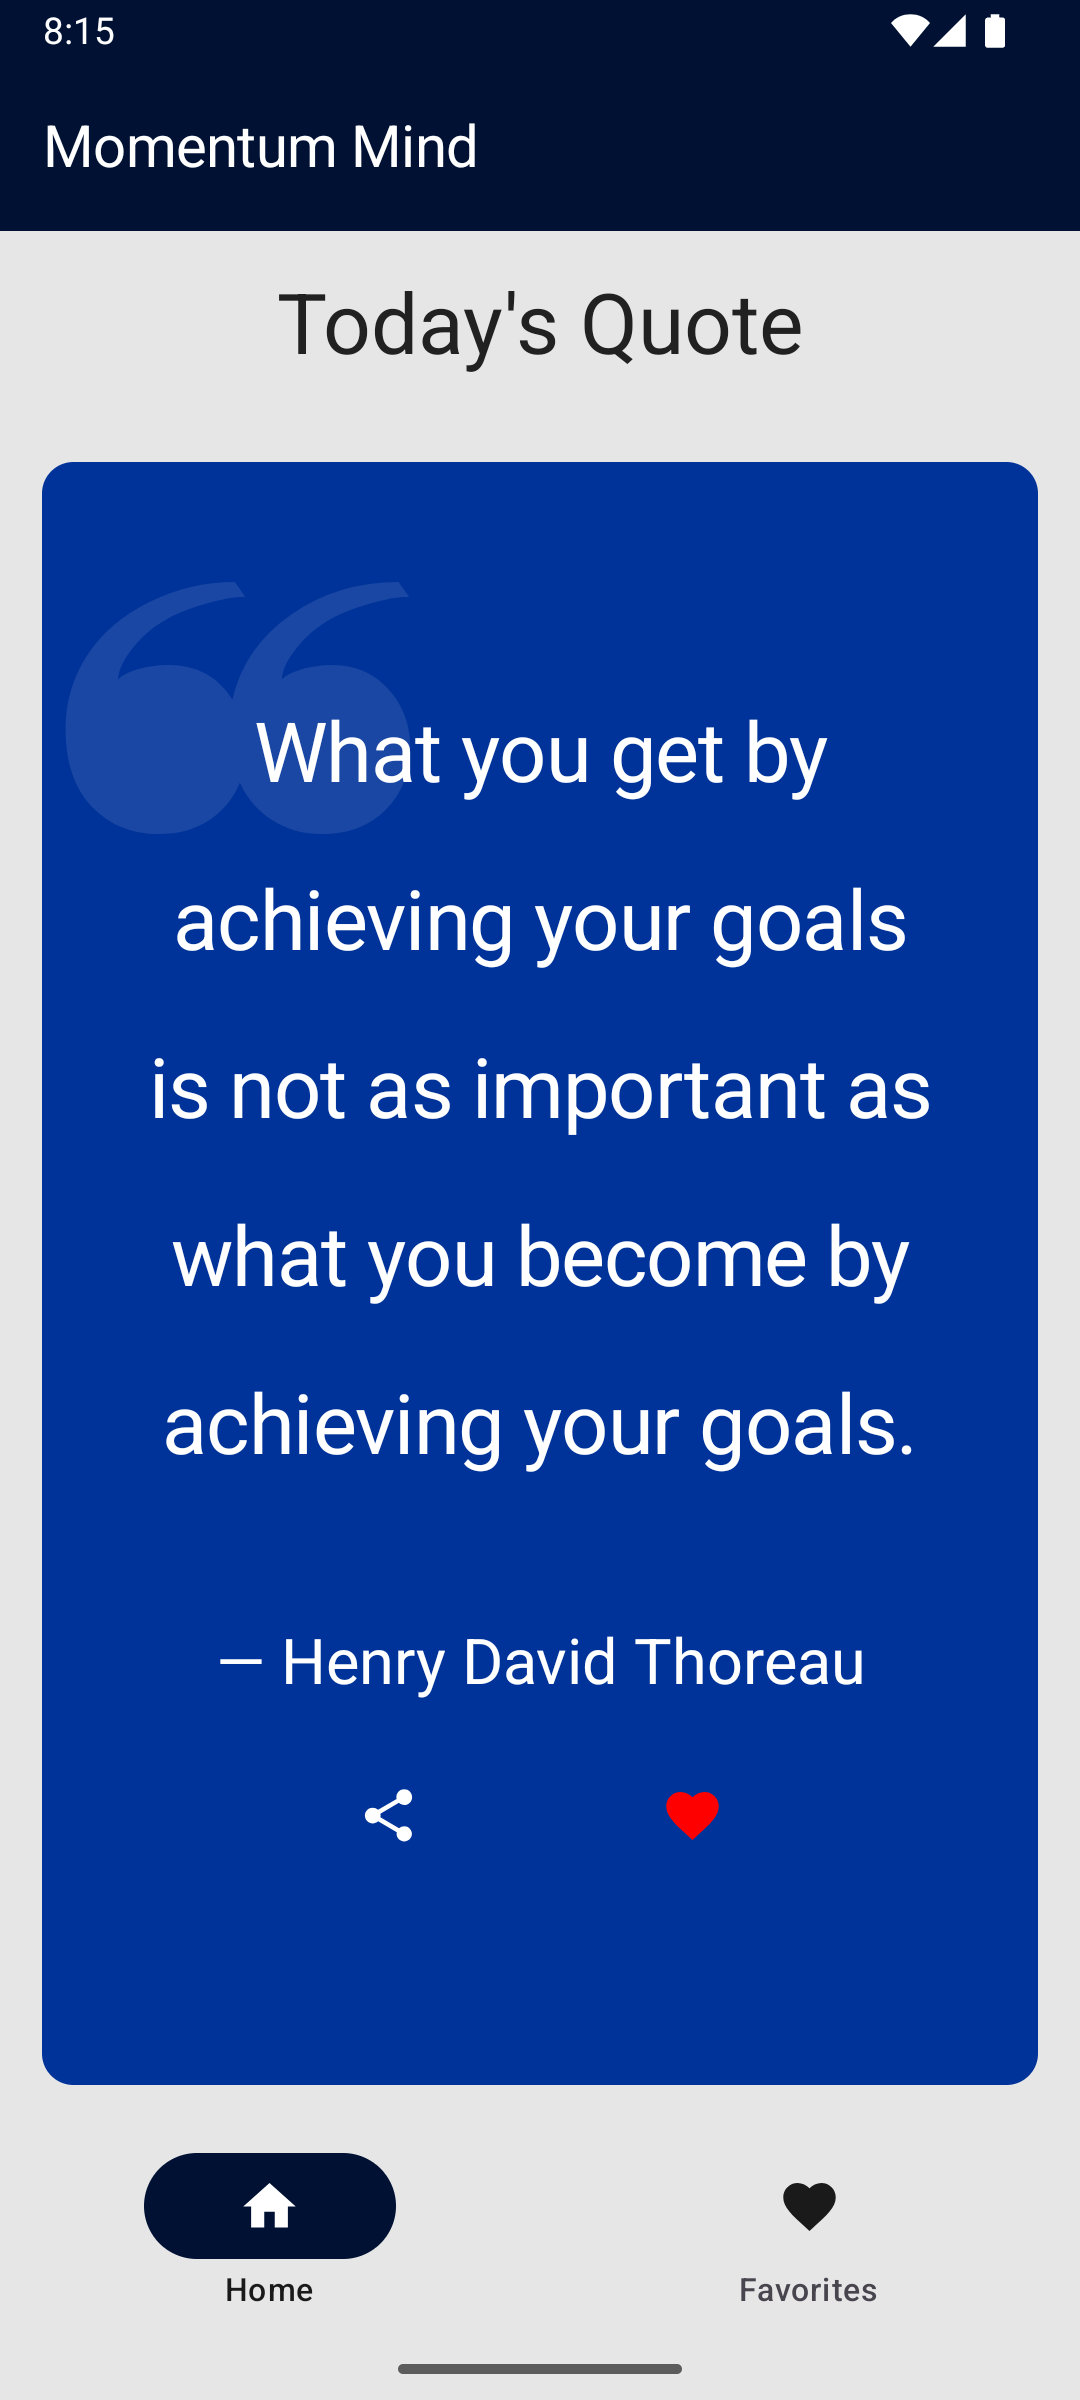 8:15
Momentum Mind
Today's Quote
What you get by
achieving your goals
is not as important as
what you become by
achieving your goals.
— Henry David Thoreau
Home
Favorites